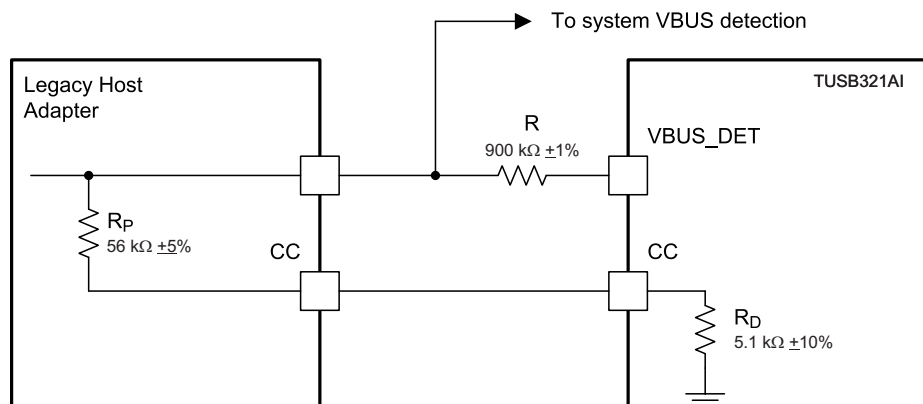 To system VBUS detection
Legacy Host
Adapter
TUSB321AI
R
900 kΩ ±1%
VBUS_DET
RP
56 kΩ ±5%
CC
CC
RD
5.1 kΩ ±10%